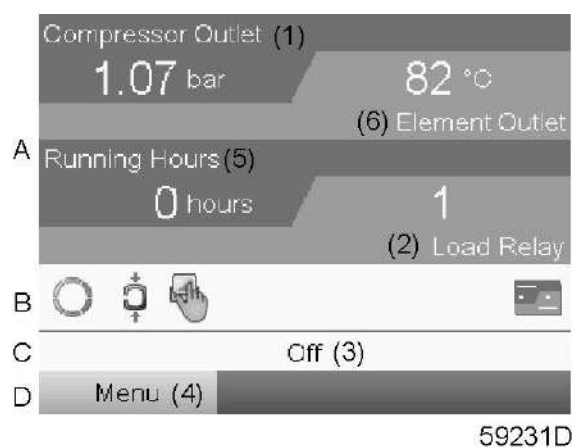 Compressor Outlet (1)
1.07 bar 82 °C
(6) Element Outlet
A
Running Hours (5)
0 hours 1
(2) Load Relay
B
C Off (3)
D Menu (4)
59231D